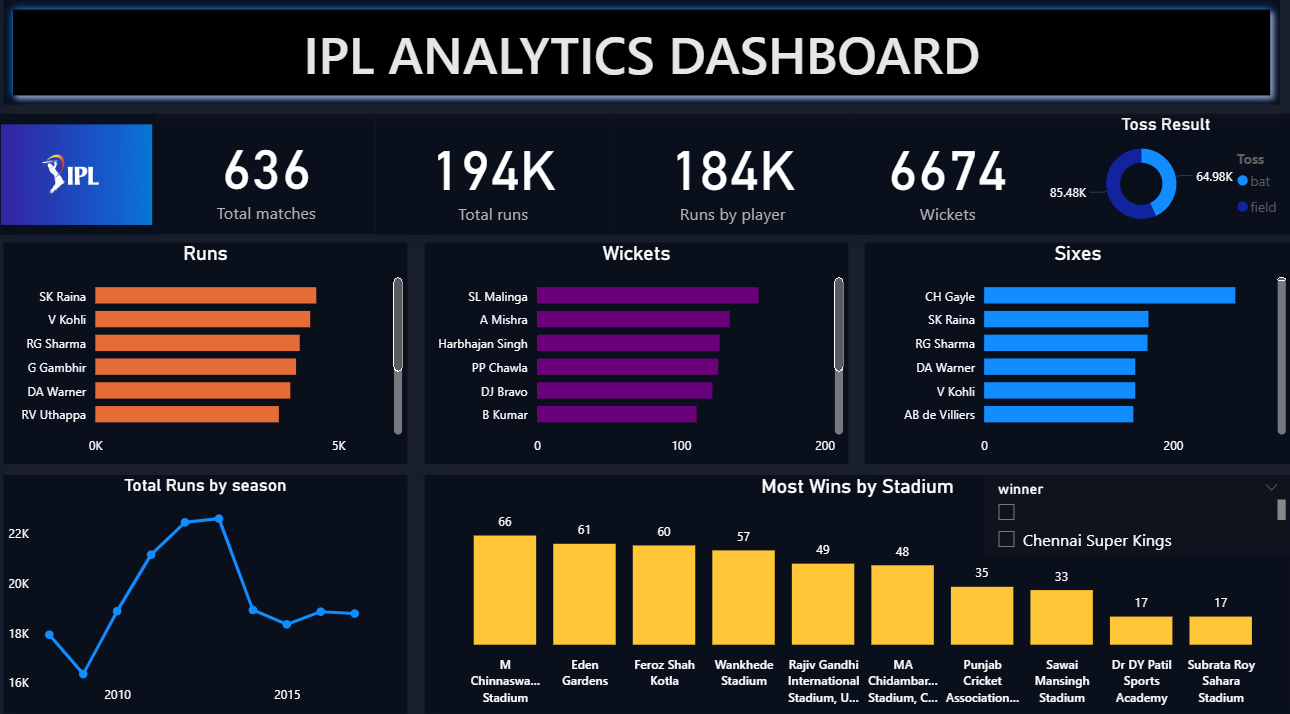 IPL ANALYTICS DASHBOARD
IPL
636
Total matches
194K
Total runs
184K
Runs by player
6674
Wickets
Toss Result
85.48K
64.98K
Toss
bat
field
Runs
SK Raina
V Kohli
RG Sharma
G Gambhir
DA Warner
RV Uthappa
0K 5K
Wickets
SL Malinga
A Mishra
Harbhajan Singh
PP Chawla
DJ Bravo
B Kumar
0 100 200
Sixes
CH Gayle
SK Raina
RG Sharma
DA Warner
V Kohli
AB de Villiers
0 200
Total Runs by season
22K
20K
18K
16K
2010 2015
Most Wins by Stadium
winner
Chennai Super Kings
66
61
60
57
49
48
35
33
17
17
M
Chinnaswa...
Stadium
Eden
Gardens
Feroz Shah
Kotla
Wankhede
Stadium
Rajiv Gandhi
International
Stadium, U...
MA
Chidambar...
Stadium, C...
Punjab
Cricket
Association...
Sawai
Mansingh
Stadium
Dr DY Patil
Sports
Academy
Subrata Roy
Sahara
Stadium